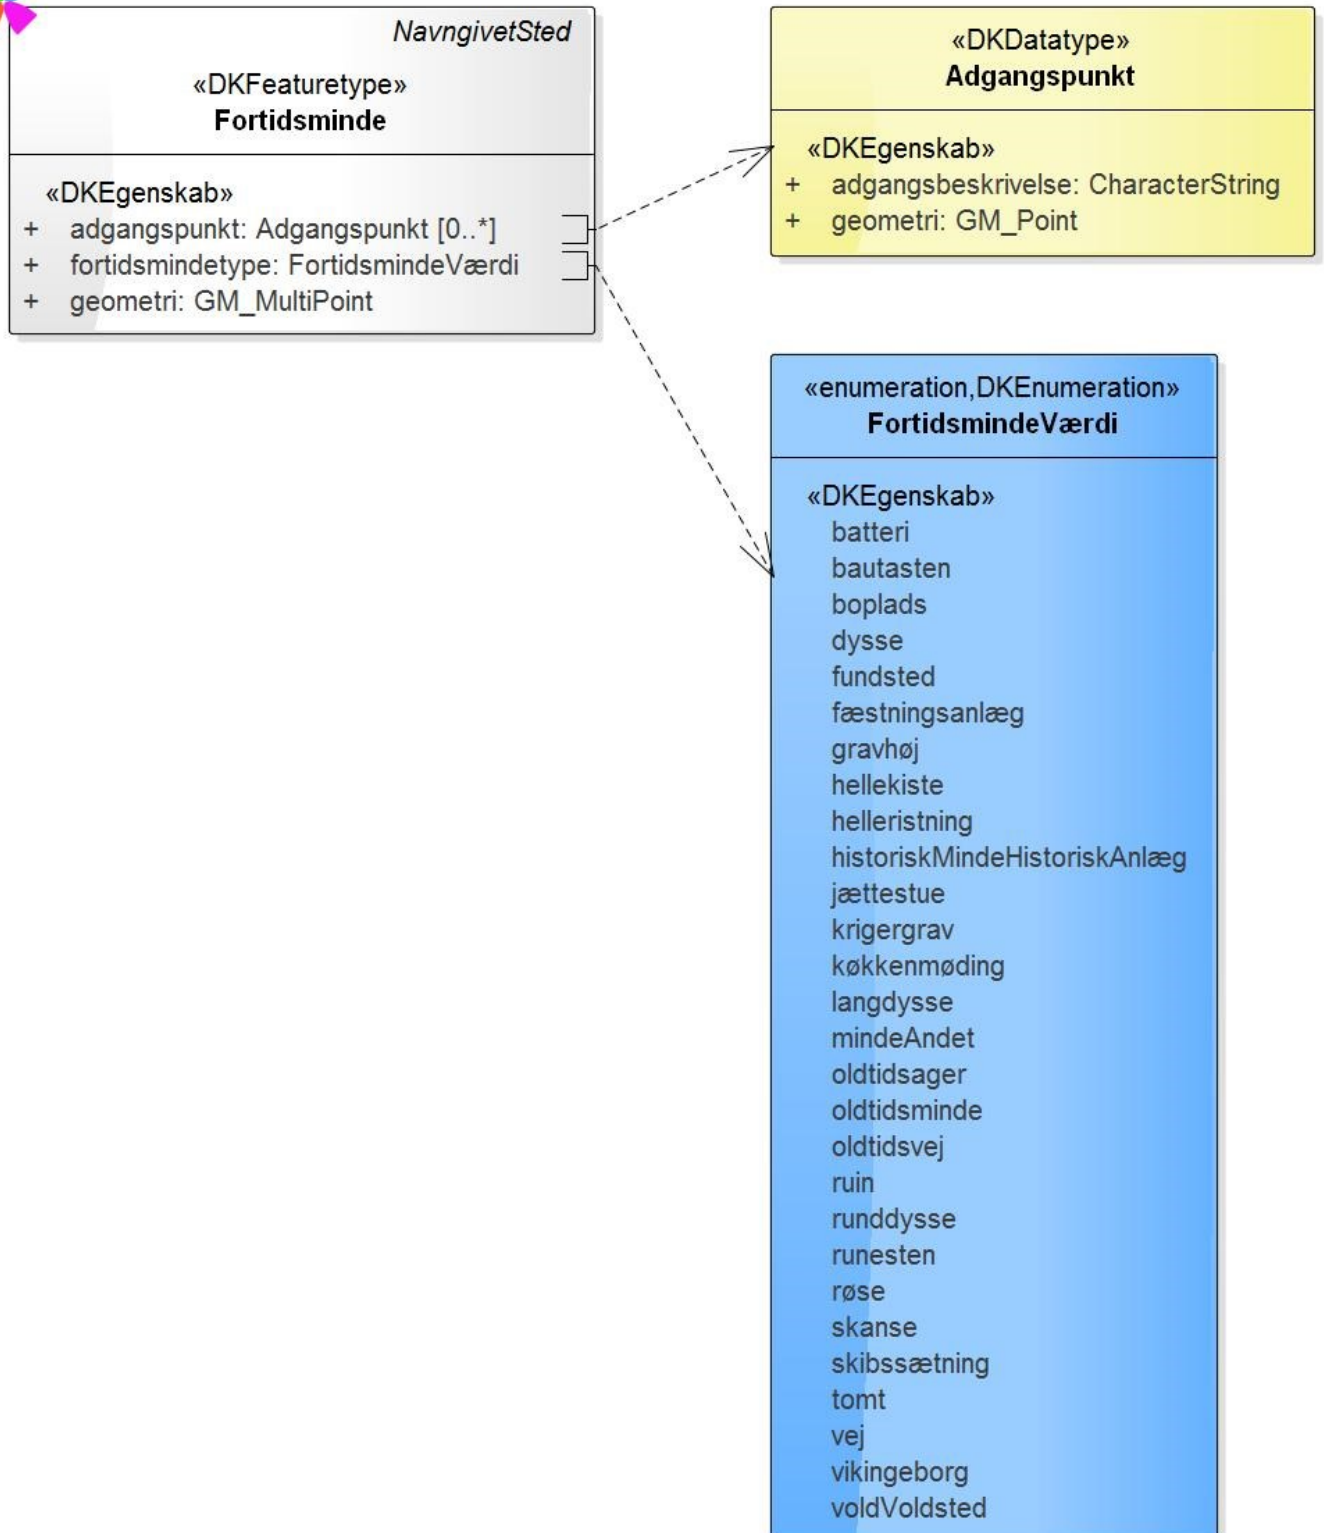 NavngivetSted
«DKFeaturetype»
Fortidsminde
«DKEgenskab»
+ adgangspunkt: Adgangspunkt [0..*]
+ fortidsmindetype: FortidsmindeVærdi
+ geometri: GM_MultiPoint
«DKDatatype»
Adgangspunkt
«DKEgenskab»
+ adgangsbeskrivelse: CharacterString
+ geometri: GM_Point
«enumeration,DKEnumeration»
FortidsmindeVærdi
«DKEgenskab»
batteri
bautasten
boplads
dysse
fundsted
fæstningsanlæg
gravhøj
hellekiste
helleristning
historiskMindeHistoriskAnlæg
jættestue
krigergrav
køkkenmøding
langdysse
mindeAndet
oldtidsager
oldtidsminde
oldtidsvej
ruin
runddysse
runesten
røse
skanse
skibssætning
tomt
vej
vikingeborg
voldVoldsted